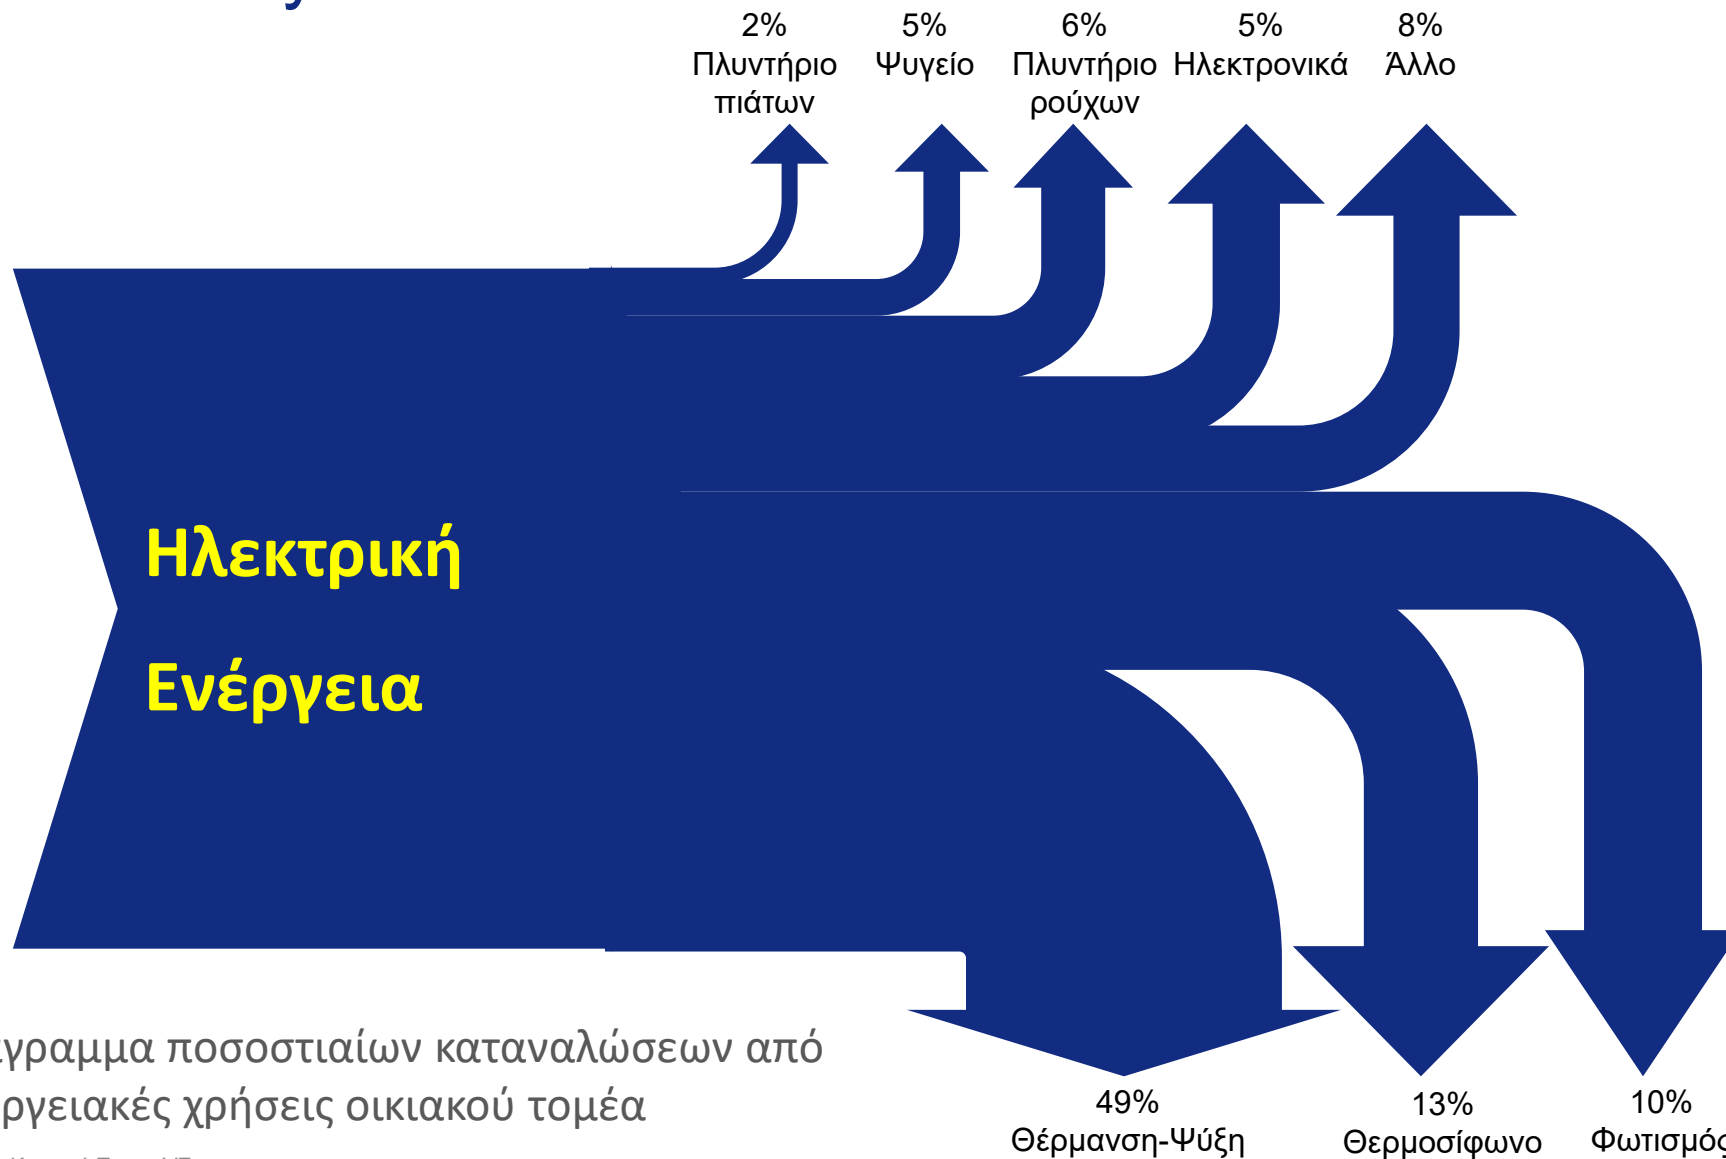 2%
Πλυντήριο
πιάτων
5%
Ψυγείο
6%
Πλυντήριο
ρούχων
5%
Ηλεκτρονικά
8%
Άλλο
Ηλεκτρική
Ενέργεια
γραμμα ποσοστιαίων καταναλώσεων από
ργειακές χρήσεις οικιακού τομέα
49%
Θέρμανση-Ψύξη
13%
Θερμοσίφωνο
10%
Φωτισμός